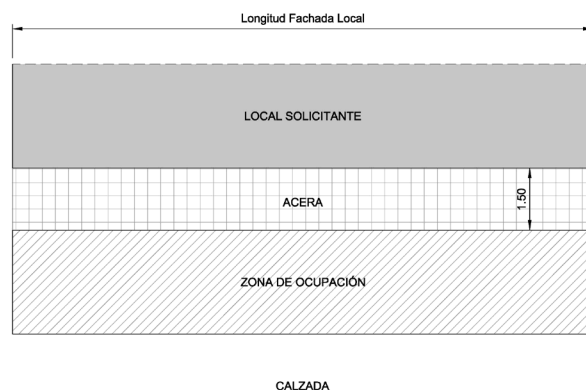 Longitud Fachada Local
LOCAL SOLICITANTE
ACERA
1.50
ZONA DE OCUPACIÓN
CALZADA